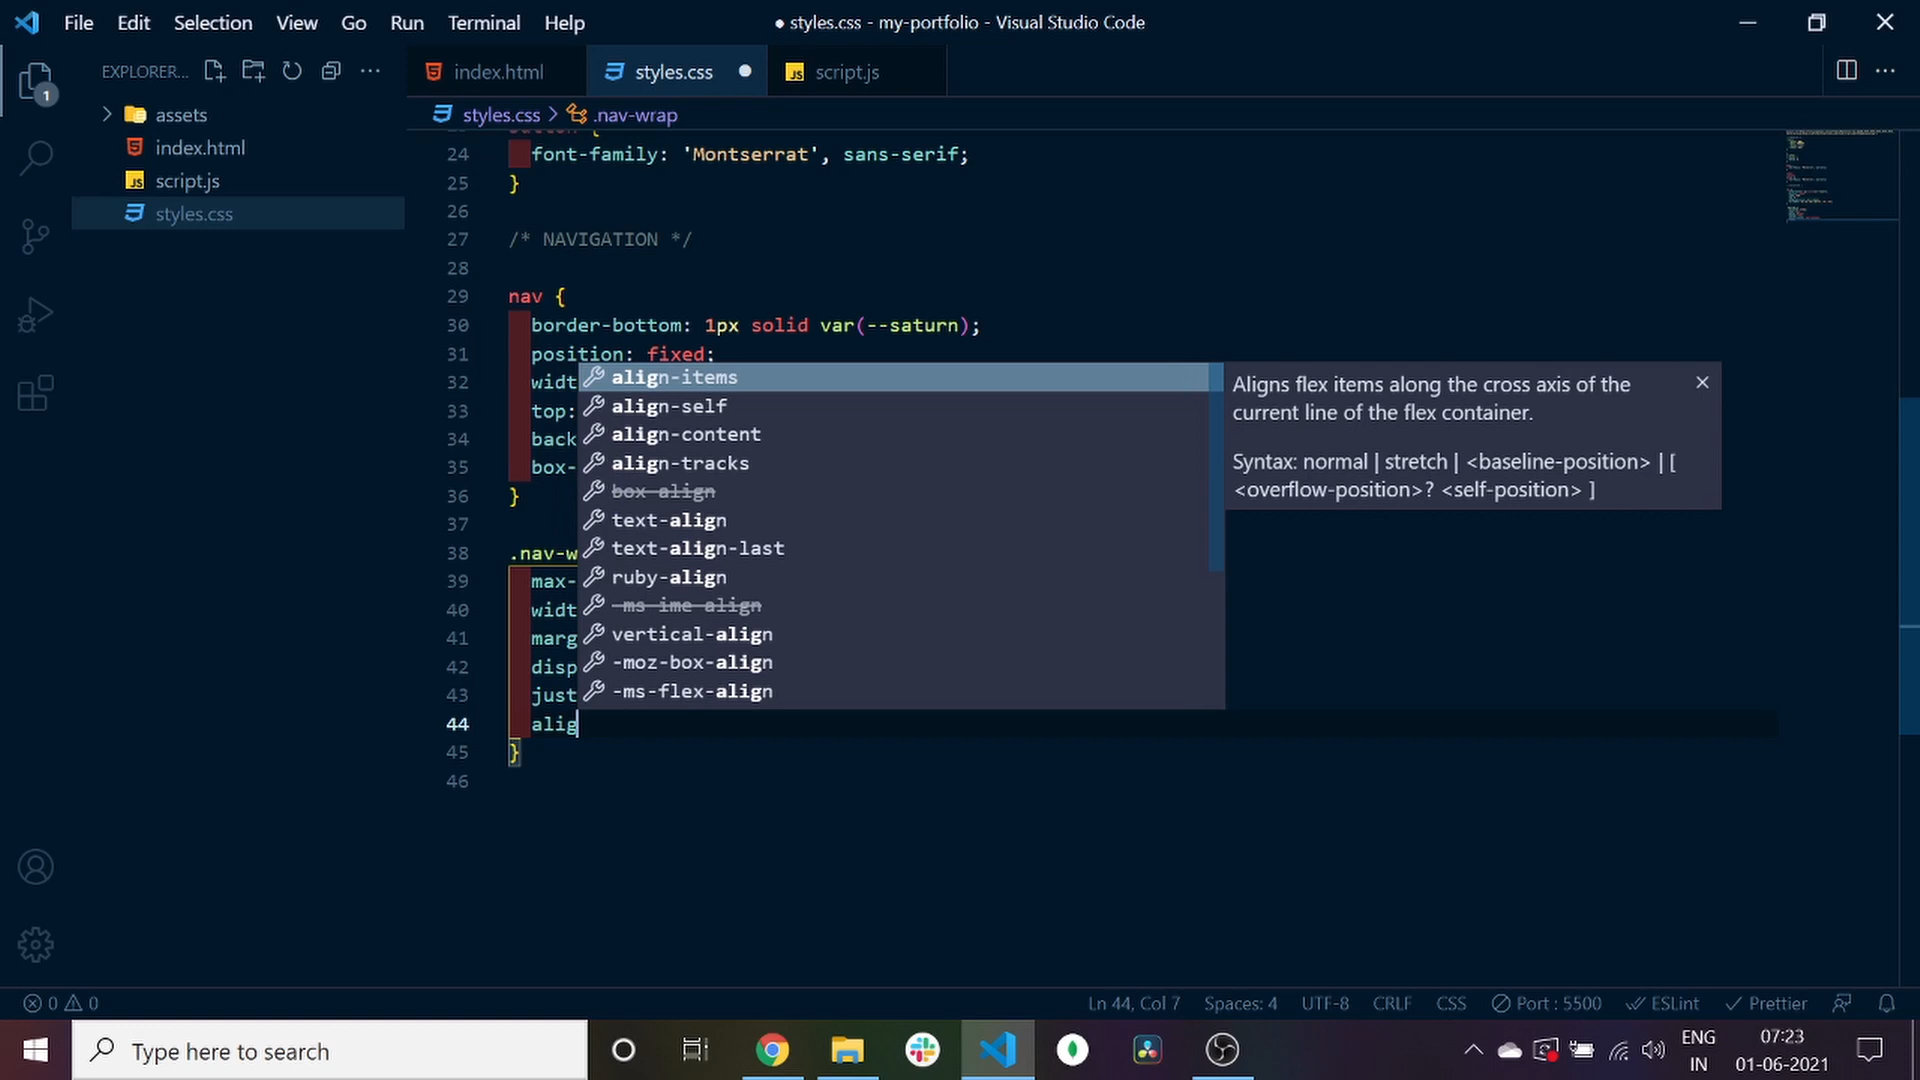 File Edit Selection View Go Run Terminal Help
● styles.css - my-portfolio - Visual Studio Code
EXPLORER...
index.html
styles.css
script.js
1
styles.css > .nav-wrap
assets
index.html
script.js
styles.css
24 font-family: 'Montserrat', sans-serif;
25 }
26
27 /* NAVIGATION */
28
29 nav {
30 border-bottom: 1px solid var(--saturn);
31 position: fixed;
32 widt
33 top:
34 back
35 box-
36 }
37
38 .nav-w
39 max-
40 widt
41 marg
42 disp
43 just
44 alig
45 }
46
align-items
align-self
align-content
align-tracks
box-align
text-align
text-align-last
ruby-align
-ms-ime-align
vertical-align
-moz-box-align
-ms-flex-align
Aligns flex items along the cross axis of the
current line of the flex container.
Syntax: normal | stretch | <baseline-position> | [
<overflow-position>? <self-position> ]
0 0
Ln 44, Col 7 Spaces: 4 UTF-8 CRLF CSS Port : 5500 ESLint Prettier
Type here to search
ENG
IN
07:23
01-06-2021